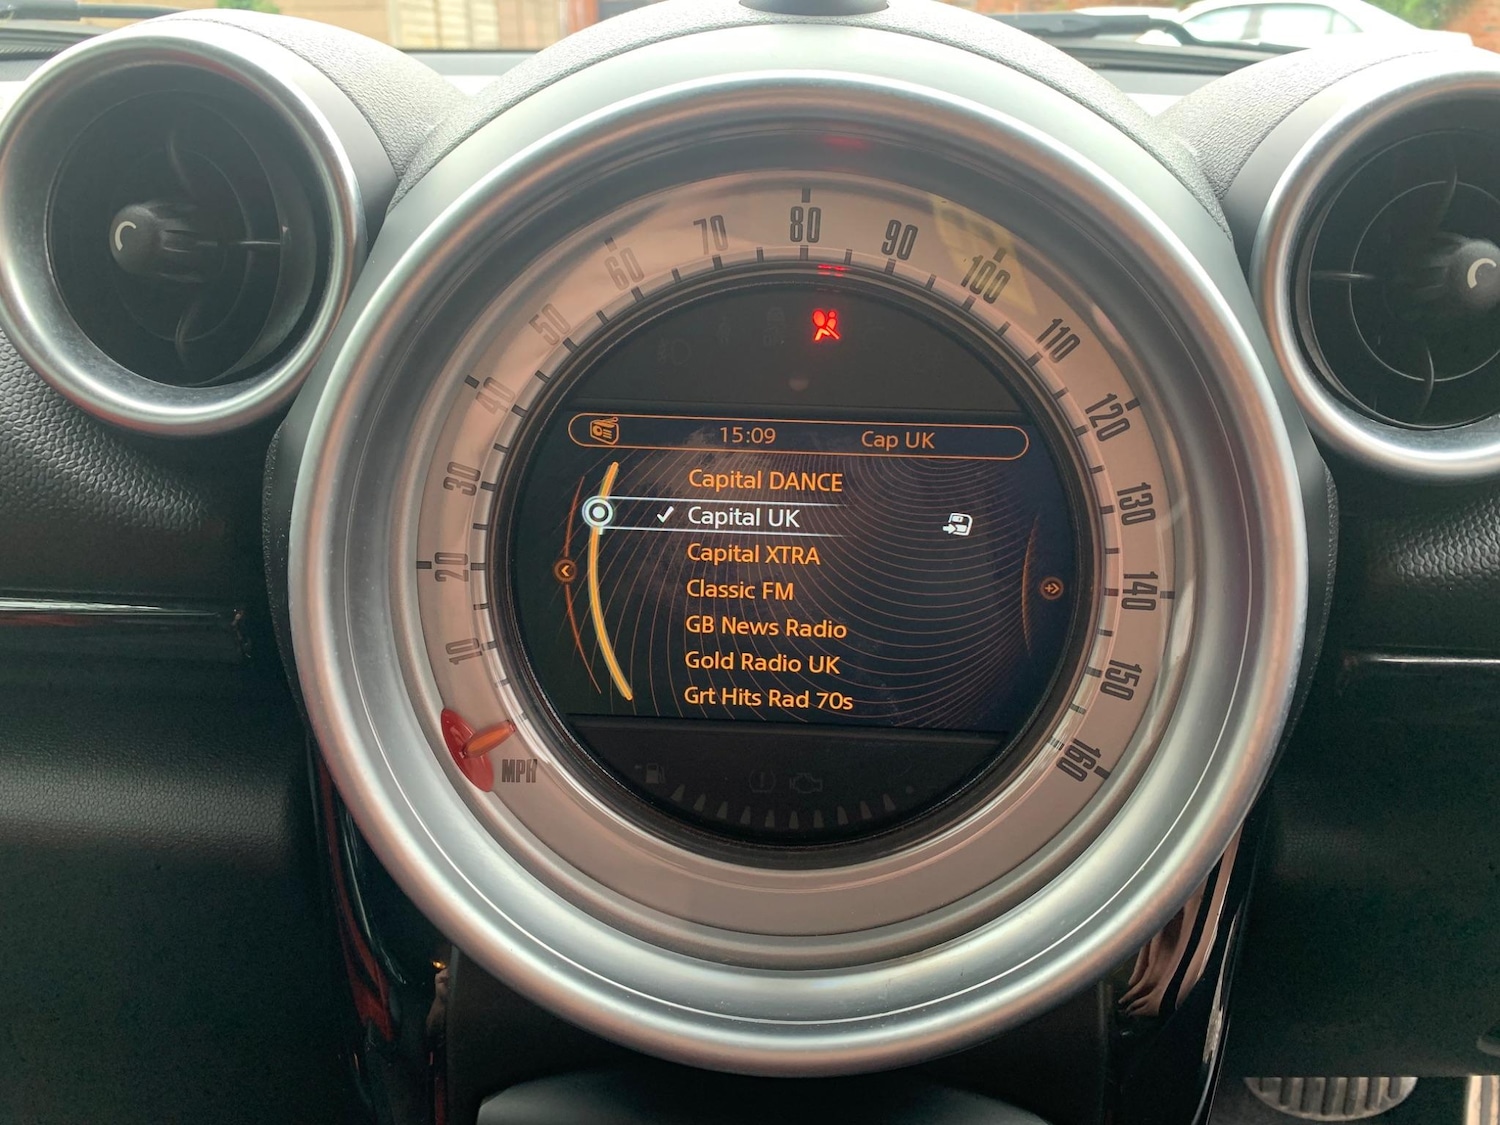 80
70
90
60
100
50
110
40
120
15:09 Cap UK
30
Capital DANCE
130
Capital UK
Capital XTRA
20
Classic FM
140
GB News Radio
10
Gold Radio UK
150
Grt Hits Rad 70s
160
MPH